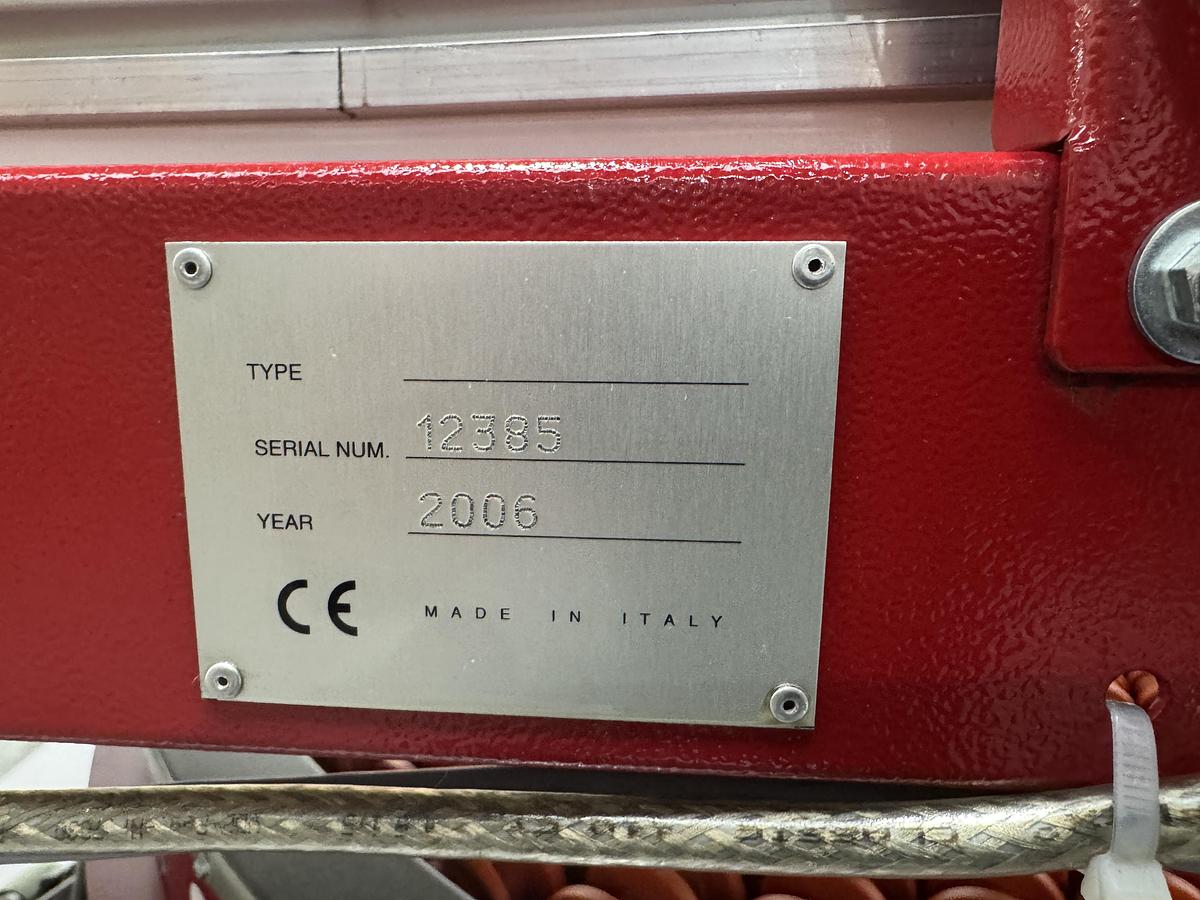 TYPE
SERIAL NUM. 12385
YEAR 2006
CE MADE IN ITALY